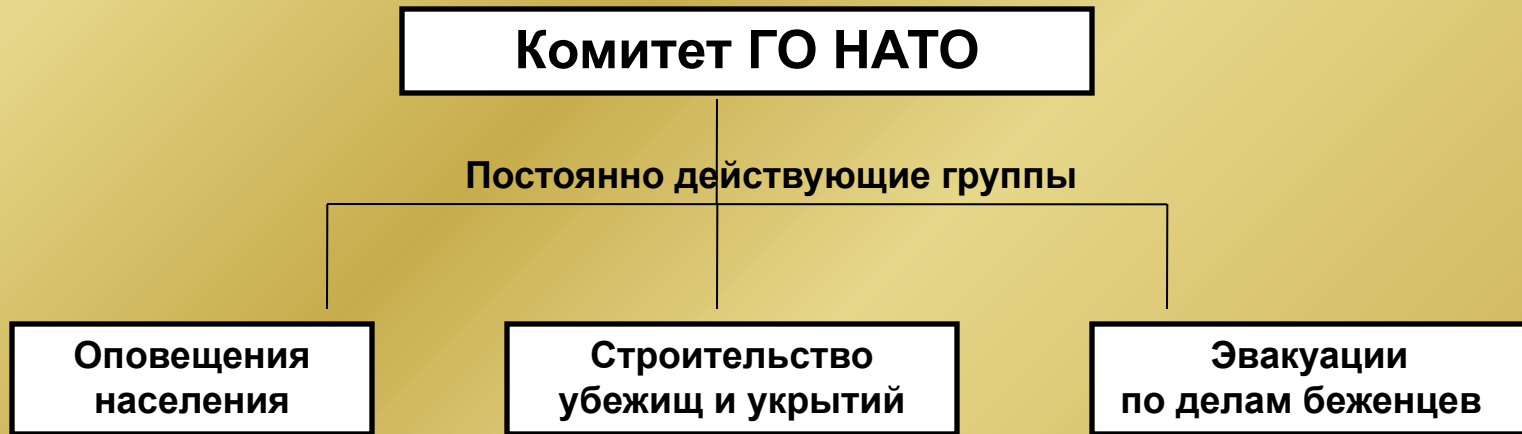 Комитет ГО НАТО
Постоянно действующие группы
Оповещения
населения
Строительство
убежищ и укрытий
Эвакуации
по делам беженцев